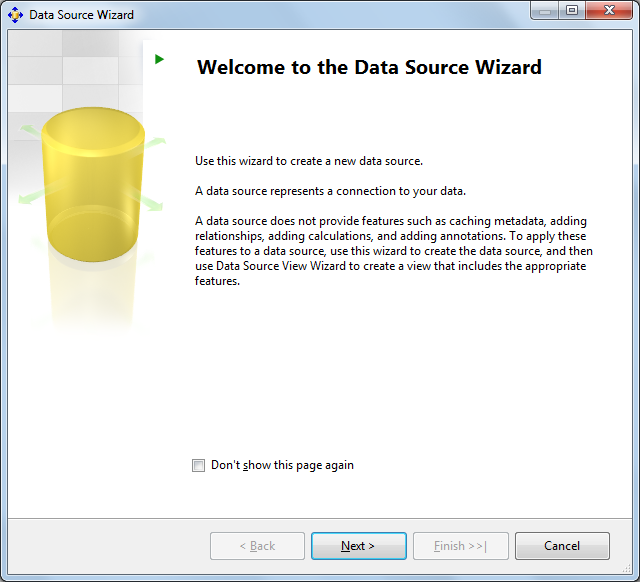 Data Source Wizard
Welcome to the Data Source Wizard
Use this wizard to create a new data source.
A data source represents a connection to your data.
A data source does not provide features such as caching metadata, adding
relationships, adding calculations, and adding annotations. To apply these
features to a data source, use this wizard to create the data source, and then
use Data Source View Wizard to create a view that includes the appropriate
features.
Don't show this page again
< Back
Next >
Finish >>|
Cancel